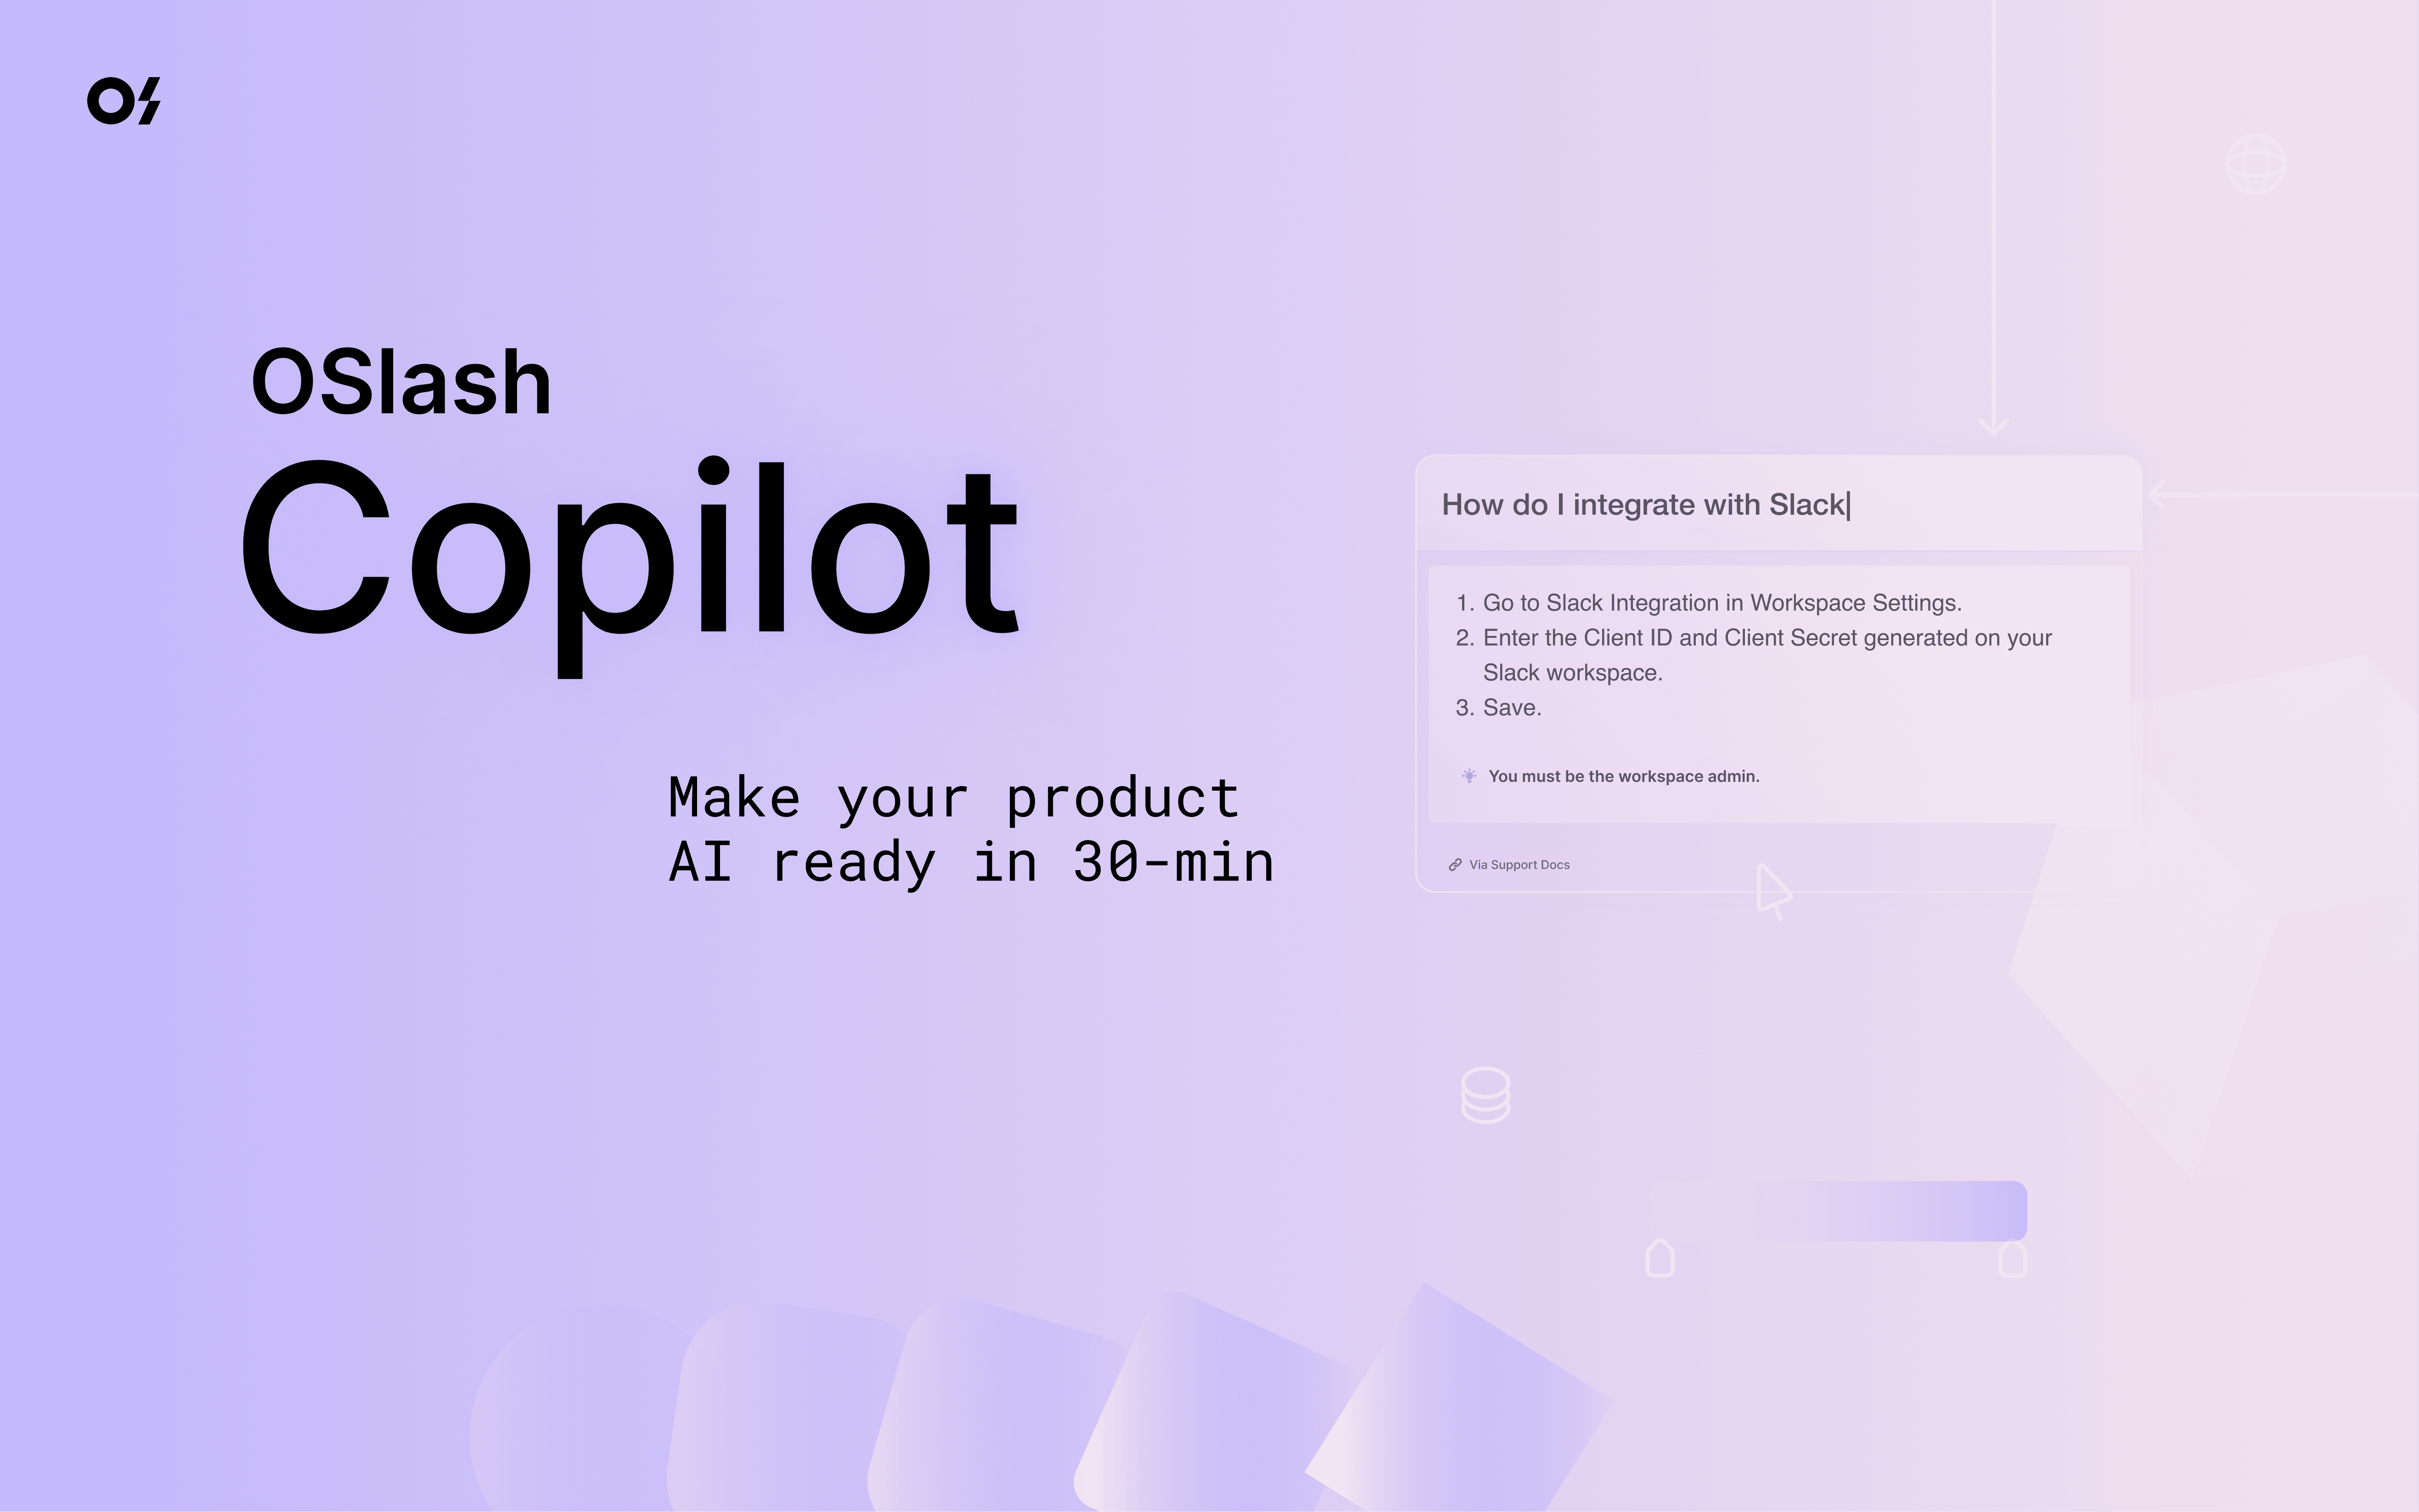 OSlash
Copilot
Make your product
AI ready in 30-min
How do I integrate with Slack
1. Go to Slack Integration in Workspace Settings.
2. Enter the Client ID and Client Secret generated on your
Slack workspace.
3. Save.
You must be the workspace admin.
Via Support Docs